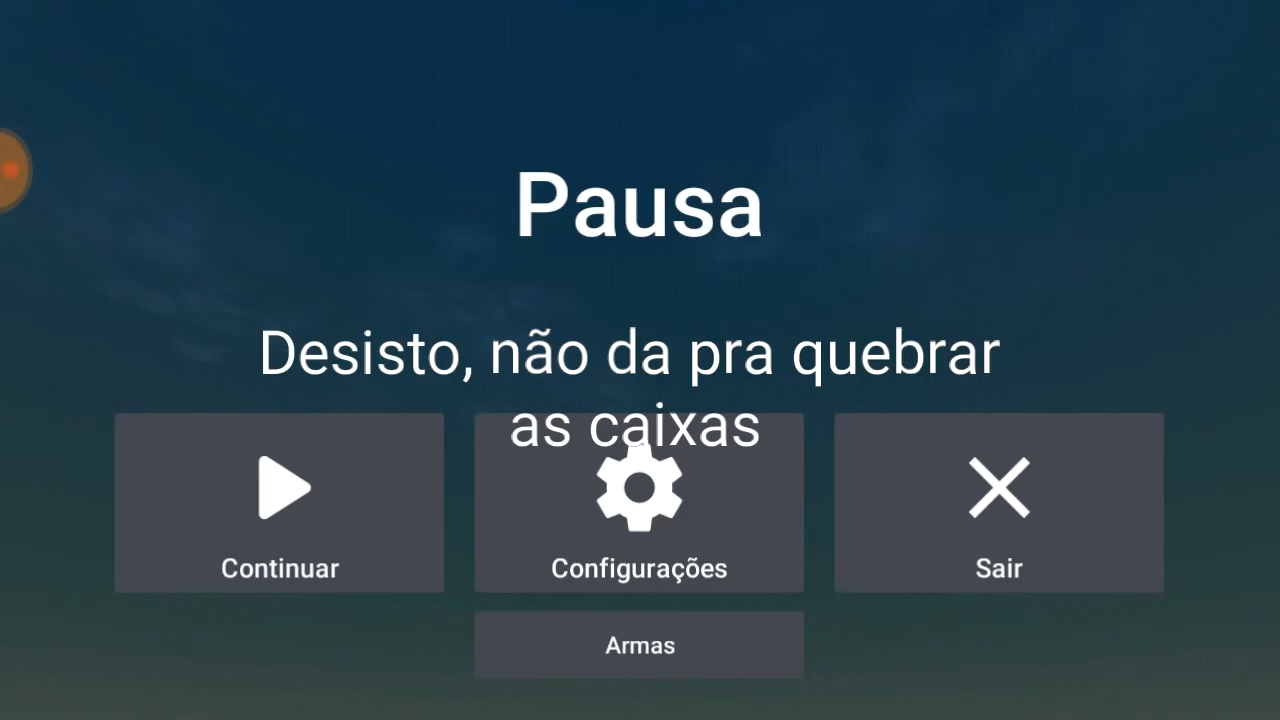 Pausa
Desisto, não da pra quebrar
as caixas
Continuar
Configurações
Sair
Armas